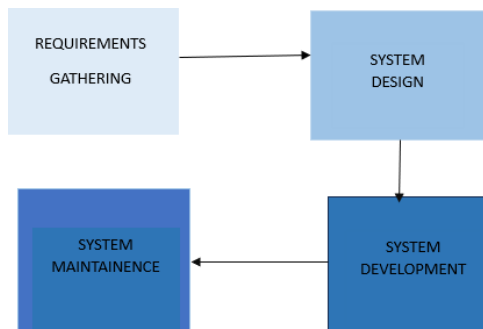 REQUIREMENTS
GATHERING
SYSTEM
DESIGN
SYSTEM
DEVELOPMENT
SYSTEM
MAINTAINENCE